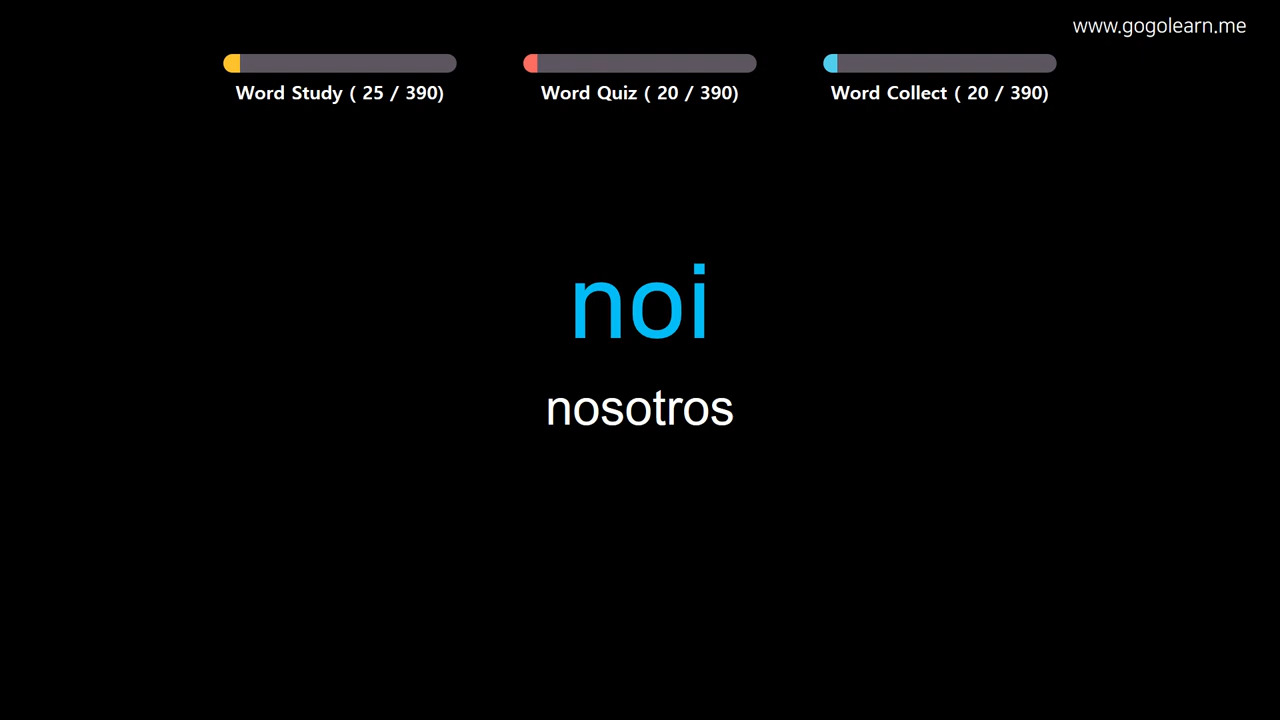 www.gogolearn.me
Word Study ( 25 / 390)
Word Quiz ( 20 / 390)
Word Collect ( 20 / 390)
noi
nosotros